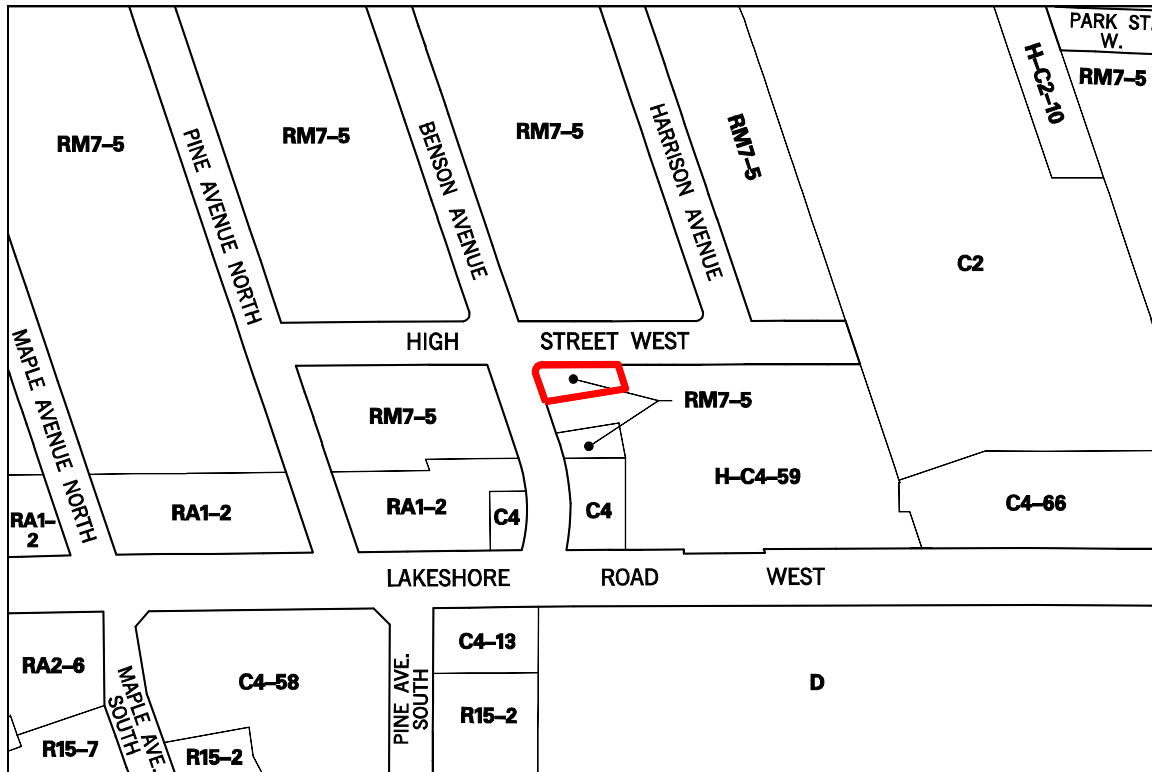 PARK ST.
W.
RM7–5
H–C2–10
RM7–5
RM7–5
RM7–5
RM7–5
PINE AVENUE NORTH
BENSON AVENUE
HARRISON AVENUE
C2
MAPLE AVENUE NORTH
HIGH STREET WEST
RM7–5
RM7–5
H–C4–59
RA1–
2
RA1–2
RA1–2
C4
C4
C4–66
LAKESHORE ROAD WEST
RA2–6
MAPLE AVE.
SOUTH
C4–58
PINE AVE.
SOUTH
C4–13
D
R15–7
R15–2
R15–2